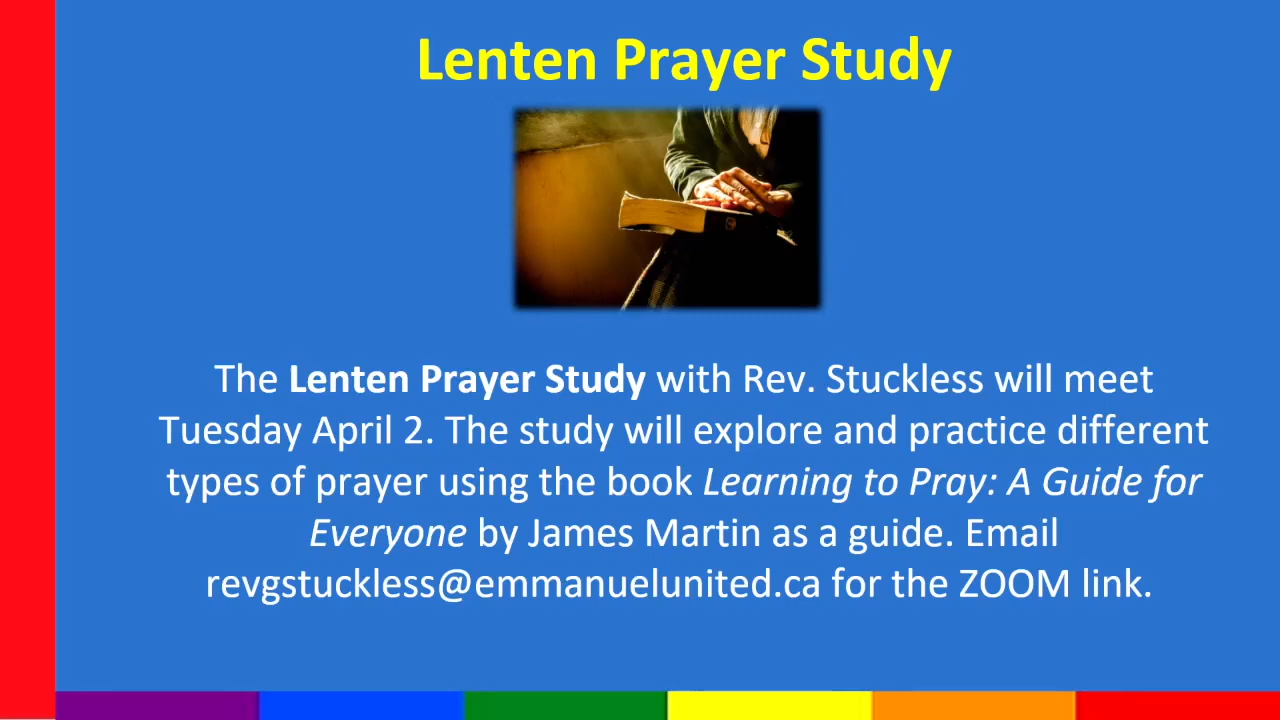 Lenten Prayer Study
The Lenten Prayer Study with Rev. Stuckless will meet
Tuesday April 2. The study will explore and practice different
types of prayer using the book Learning to Pray: A Guide for
Everyone by James Martin as a guide. Email
revgstuckless@emmanuelunited.ca for the ZOOM link.